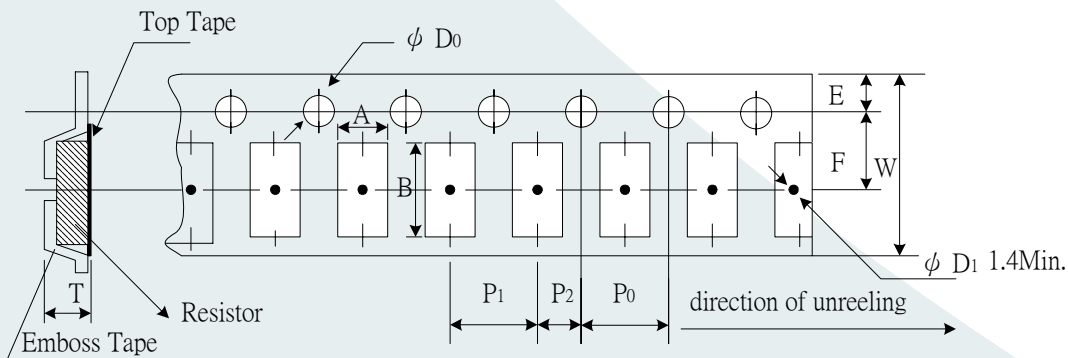 Top Tape
ϕ D0
E
A
F
W
B
ϕ D1 1.4Min.
T
P1
P2
P0
direction of unreeling
Resistor
Emboss Tape